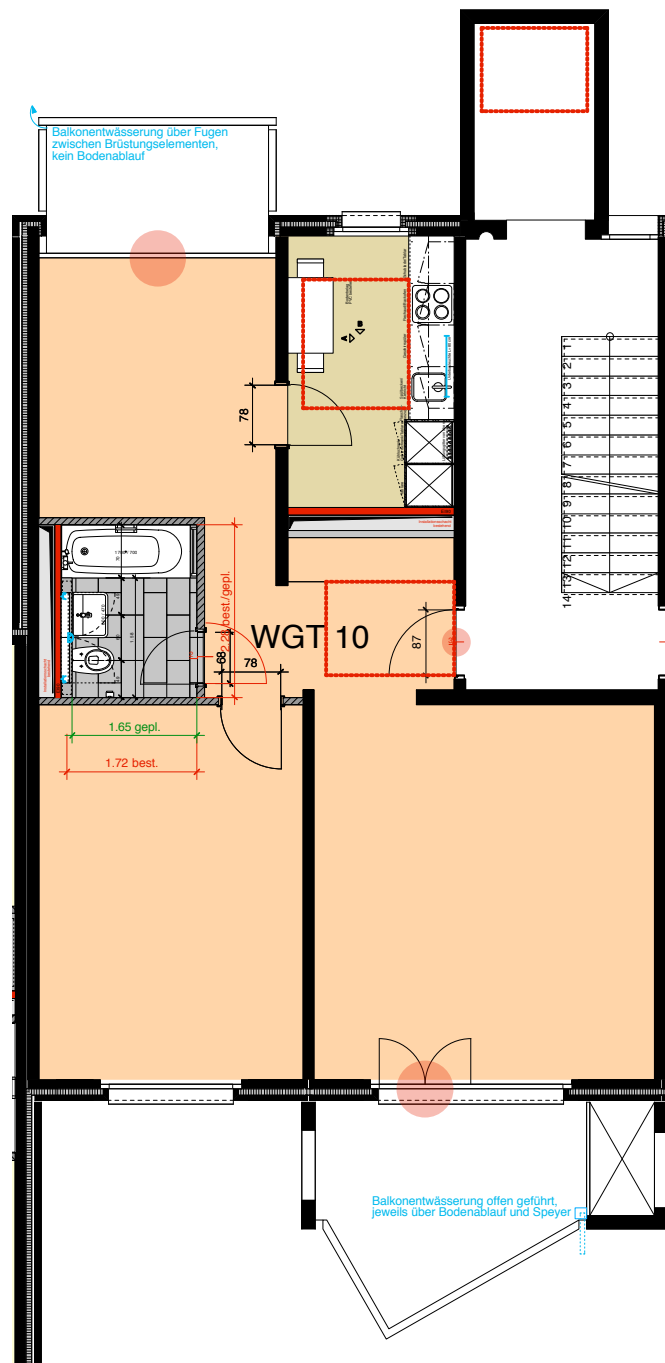 Balkonentwässerung über Fugen
zwischen Brüstungselementen,
kein Bodenablauf
A
B
78
1
2
3
4
5
6
7
8
9
10
11
12
13
14
2.28 best./gepl.
WGT 10
87
68
78
1.65 gepl.
1.72 best.
Balkonentwässerung offen geführt,
jeweils über Bodenablauf und Speyer